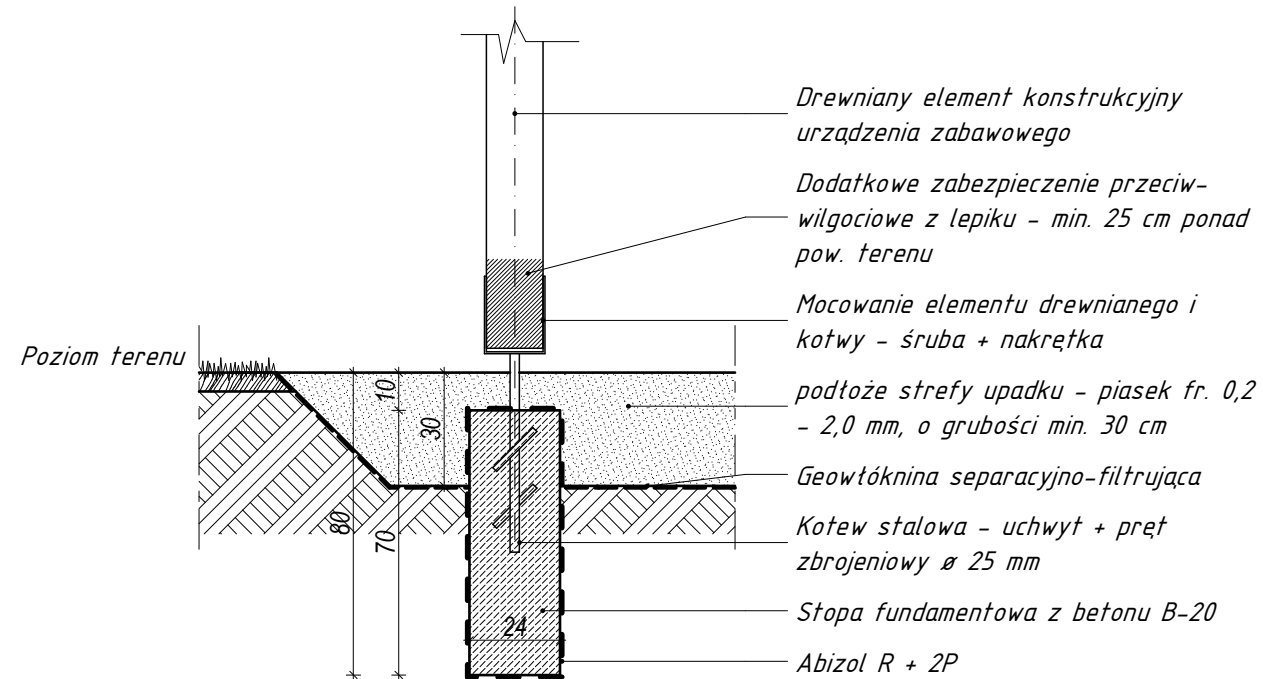 Drewniany element konstrukcyjny
urządzenia zabawowego
Dodatkowe zabezpieczenie przeciw-
wilgociowe z lepiku - min. 25 cm ponad
pow. terenu
Mocowanie elementu drewnianego i
kotwy - śruba + nakrętka
Poziom terenu
podłoże strefy upadku - piasek fr. 0,2
- 2,0 mm, o grubości min. 30 cm
Geowłóknina separacyjno-filtrująca
Kotew stalowa - uchwyt + pręt
zbrojeniowy ø 25 mm
Stopa fundamentowa z betonu B-20
Abizol R + 2P
10
30
80
70
24